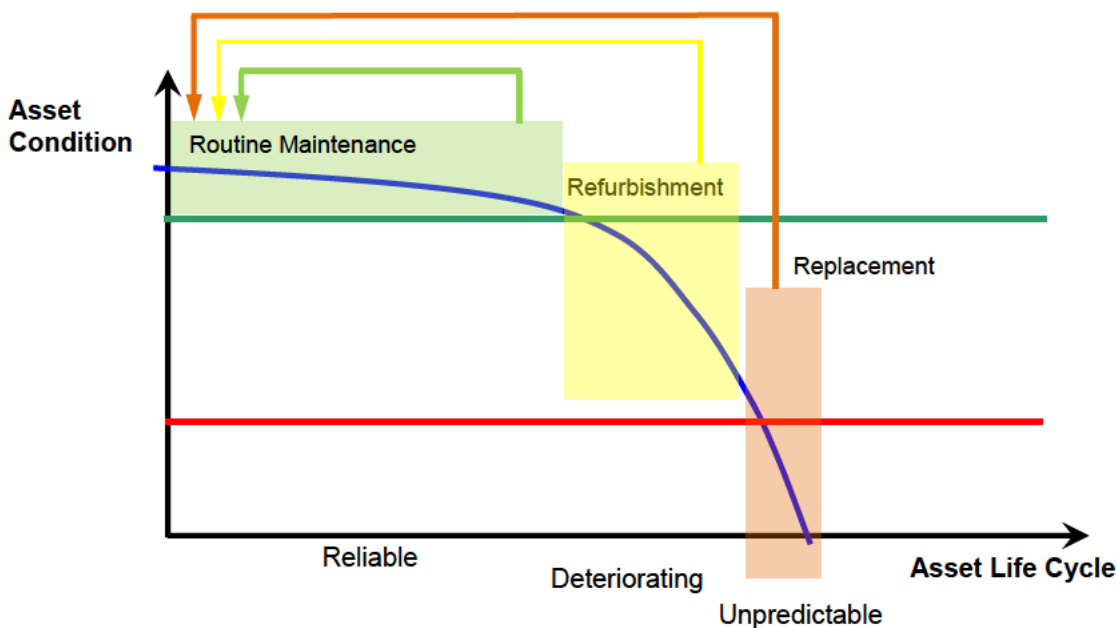 Asset
Condition
Routine Maintenance
Refurbishment
Replacement
Reliable
Deteriorating
Asset Life Cycle
Unpredictable